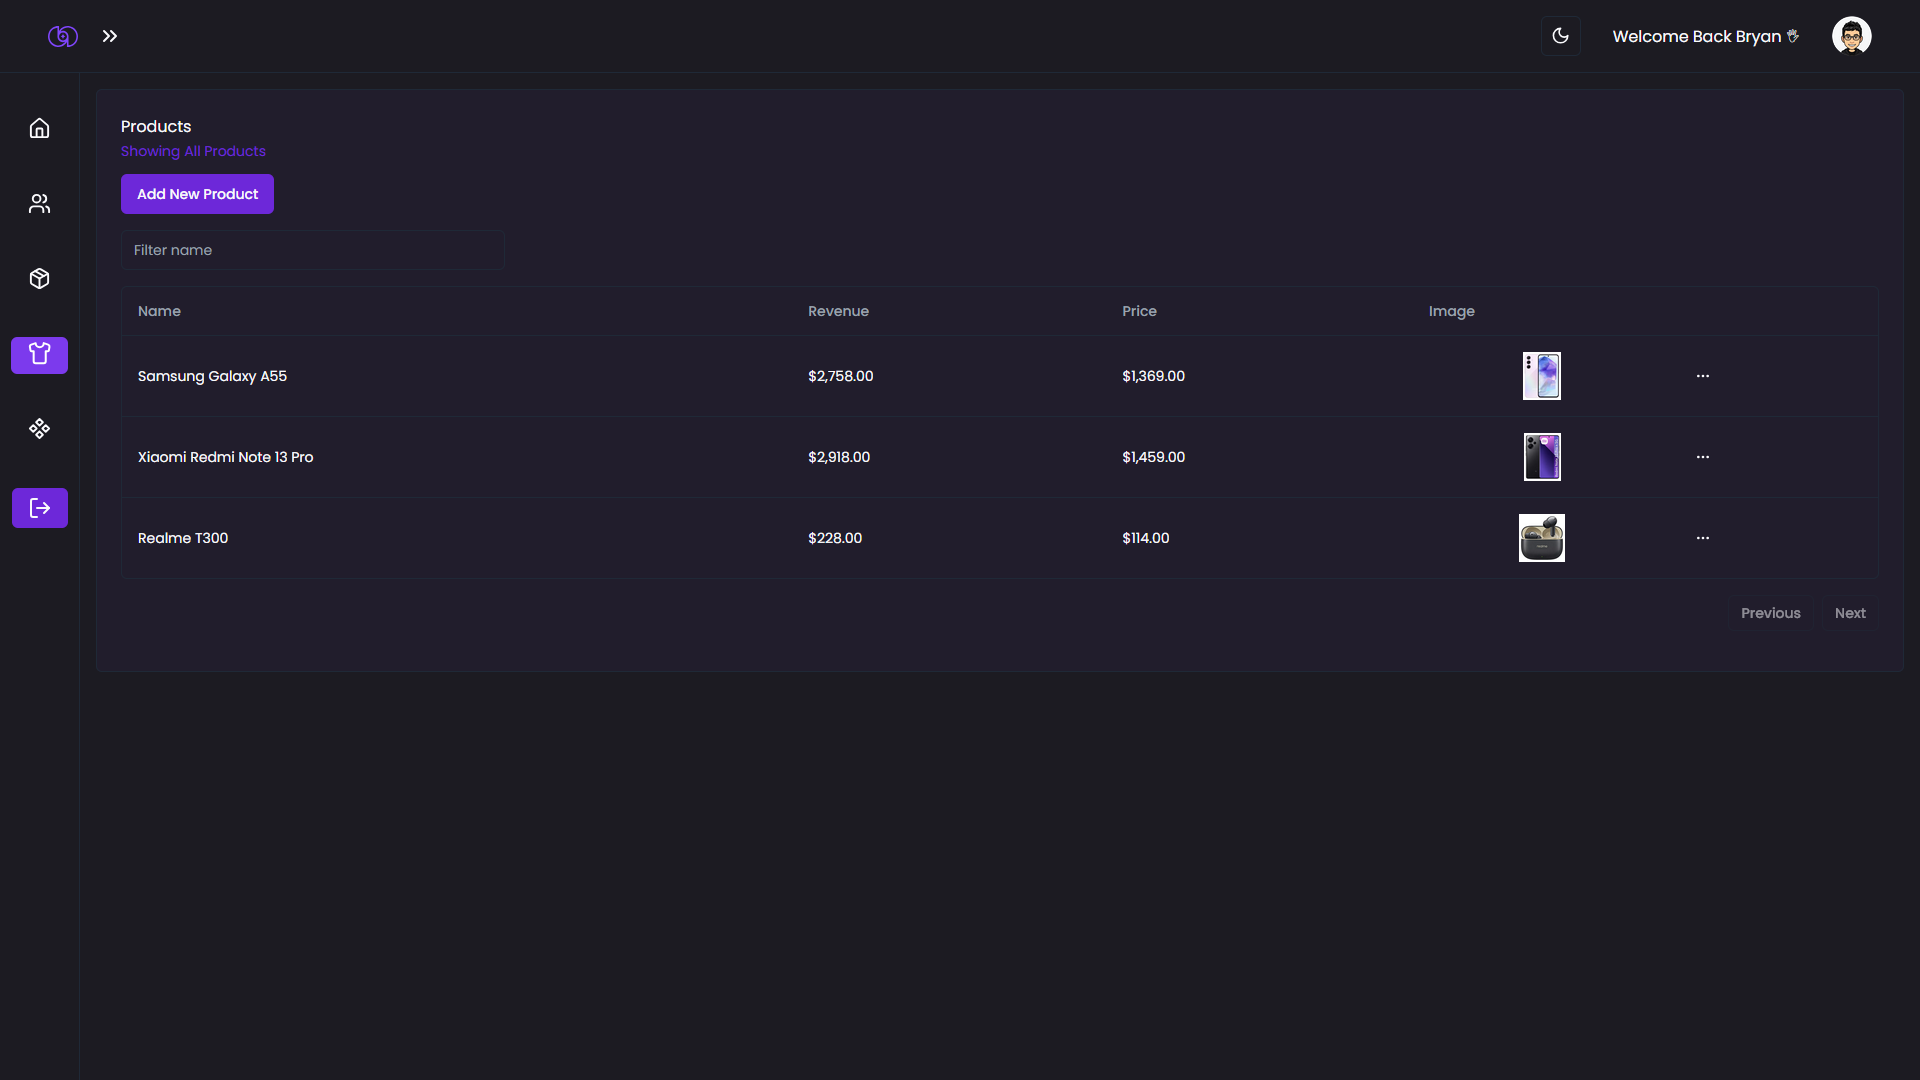 Welcome Back Bryan 👋
Products
Showing All Products
Add New Product
Filter name
Name Revenue Price Image
Samsung Galaxy A55 $2,758.00 $1,369.00 ...
Xiaomi Redmi Note 13 Pro $2,918.00 $1,459.00 ...
Realme T300 $228.00 $114.00 ...
Previous Next